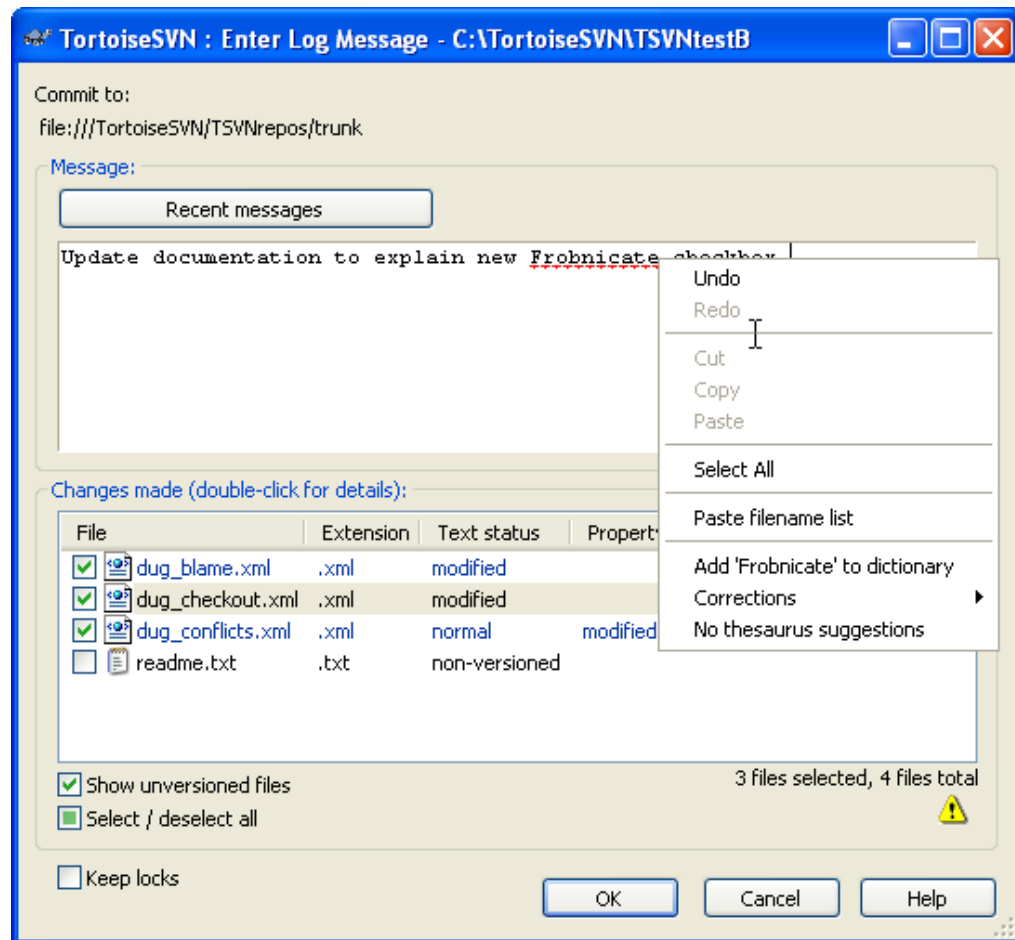 TortoiseSVN : Enter Log Message - C:\TortoiseSVN\TSVNtestB
Commit to:
file:///TortoiseSVN/TSVNrepos/trunk
Message:
Recent messages
Update documentation to explain new Frobnicate checkbox
Undo
Redo
Cut
Copy
Paste
Select All
Paste filename list
Add 'Frobnicate' to dictionary
Corrections
No thesaurus suggestions
Changes made (double-click for details):
File Extension Text status Propert
dug_blame.xml .xml modified
dug_checkout.xml .xml modified
dug_conflicts.xml .xml normal modified
readme.txt .txt non-versioned
Show unversioned files
3 files selected, 4 files total
Select / deselect all
Keep locks
OK Cancel Help